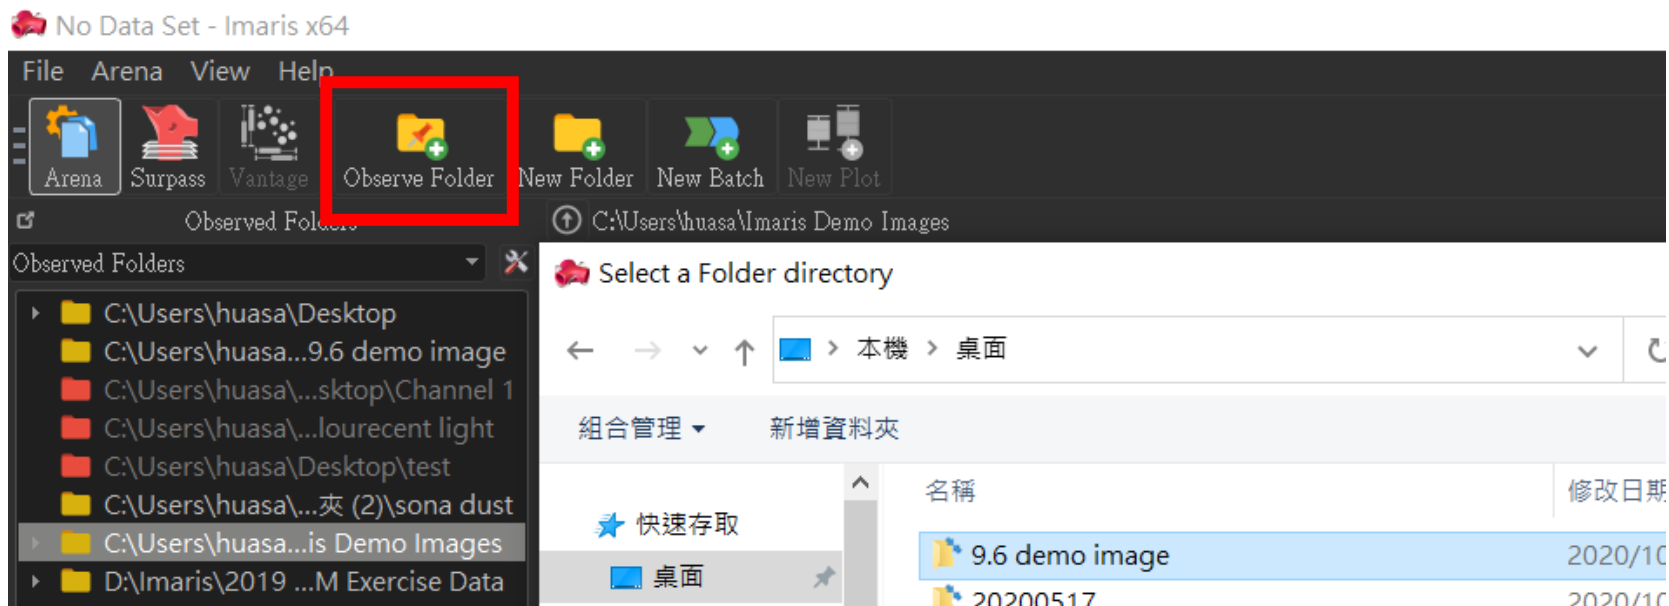 No Data Set - Imaris x64
File Arena View Help
Arena Surpass Vantage Observe Folder New Folder New Batch New Plot
Observed Folders C:\Users\huasa\Imaris Demo Images
Observed Folders
Select a Folder directory
C:\Users\huasa\Desktop
C:\Users\huasa...9.6 demo image
C:\Users\huasa\...sktop\Channel 1
C:\Users\huasa\...lourecent light
C:\Users\huasa\Desktop\test
C:\Users\huasa\...夾 (2)\sona dust
C:\Users\huasa...is Demo Images
D:\Imaris\2019 ...M Exercise Data
本機 > 桌面
組合管理 新增資料夾
名稱 修改日期
快速存取
桌面
9.6 demo image 2020/10
20200517 2020/10